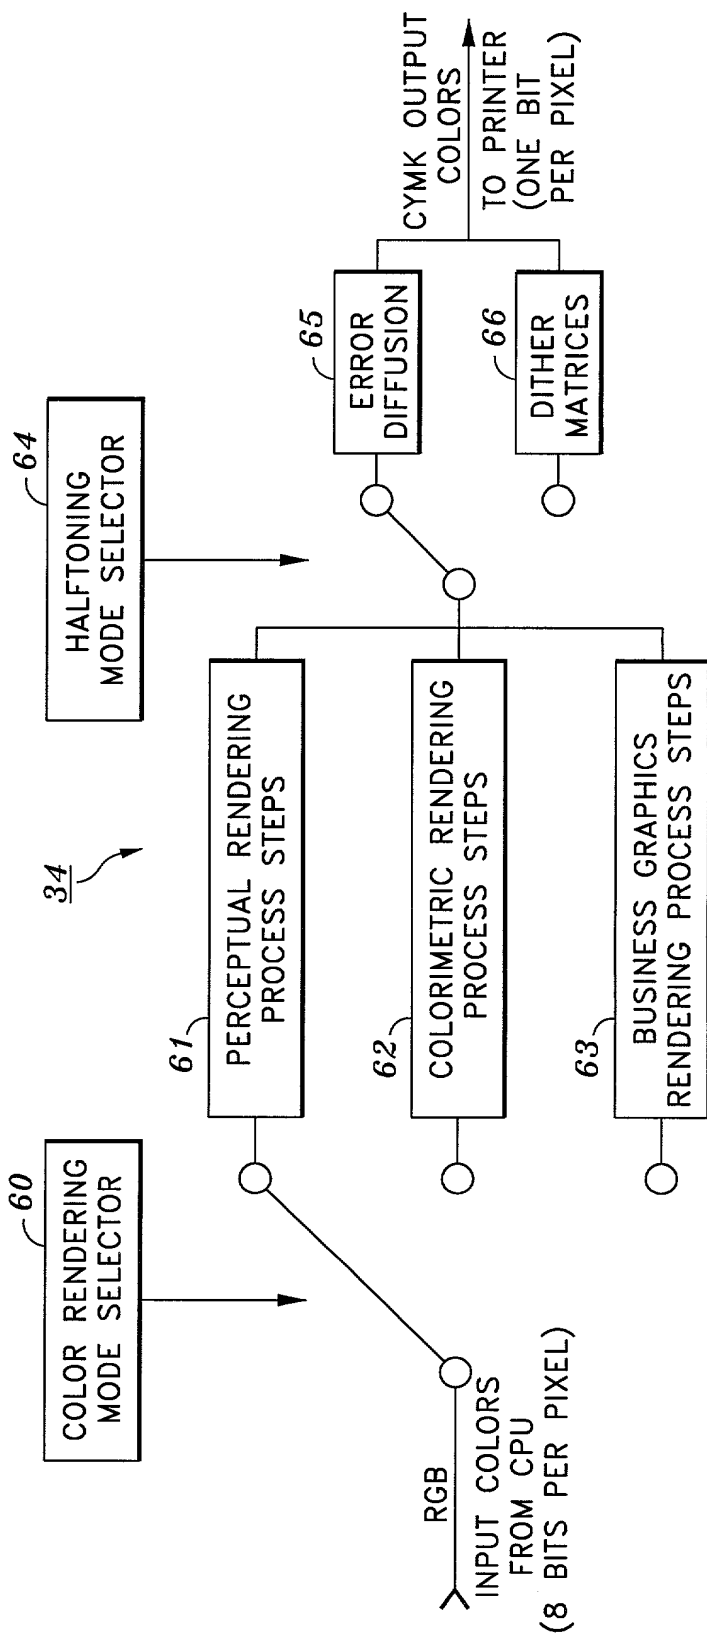 60
COLOR RENDERING
MODE SELECTOR
34
64
HALFTONING
MODE SELECTOR
RGB
INPUT COLORS
FROM CPU
(8 BITS PER PIXEL)
61
PERCEPTUAL RENDERING
PROCESS STEPS
62
COLORIMETRIC RENDERING
PROCESS STEPS
63
BUSINESS GRAPHICS
RENDERING PROCESS STEPS
65
ERROR
DIFFUSION
66
DITHER
MATRICES
CYMK OUTPUT
COLORS
TO PRINTER
(ONE BIT
PER PIXEL)